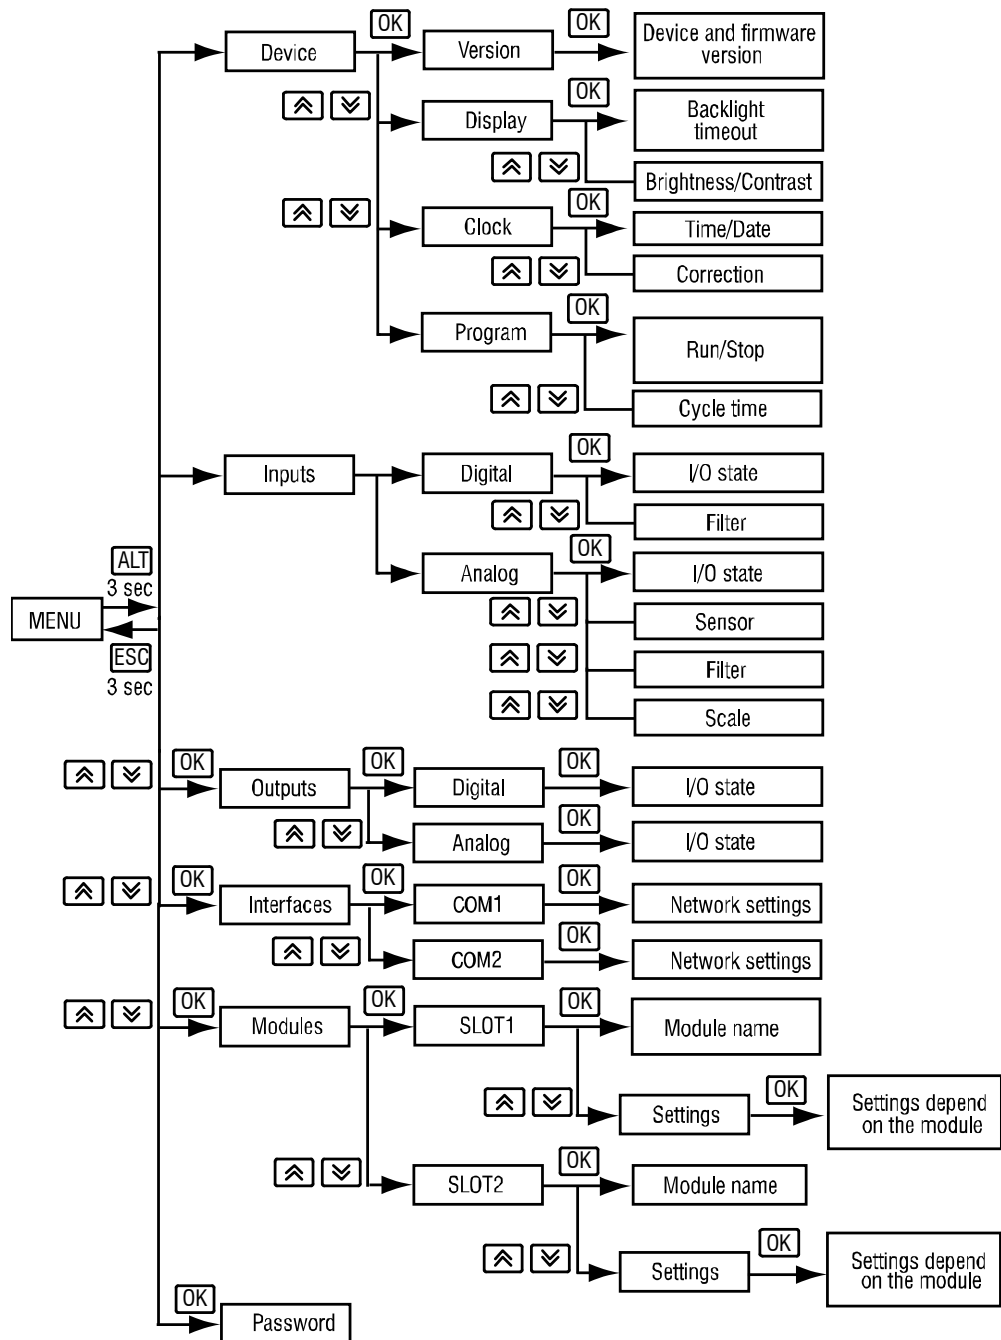 OK
OK
Device
Version
Device and firmware
version
OK
Display
Backlight
timeout
Brightness/Contrast
OK
Clock
Time/Date
Correction
OK
Program
Run/Stop
Cycle time
OK
Inputs
Digital
I/O state
Filter
OK
Analog
I/O state
Sensor
Filter
Scale
ALT
3 sec
MENU
ESC
3 sec
OK
OK
OK
Outputs
Digital
I/O state
OK
Analog
I/O state
OK
OK
OK
Interfaces
COM1
Network settings
OK
COM2
Network settings
OK
OK
OK
Modules
SLOT1
Module name
OK
Settings
Settings depend
on the module
OK
SLOT2
Module name
OK
Settings
Settings depend
on the module
OK
Password